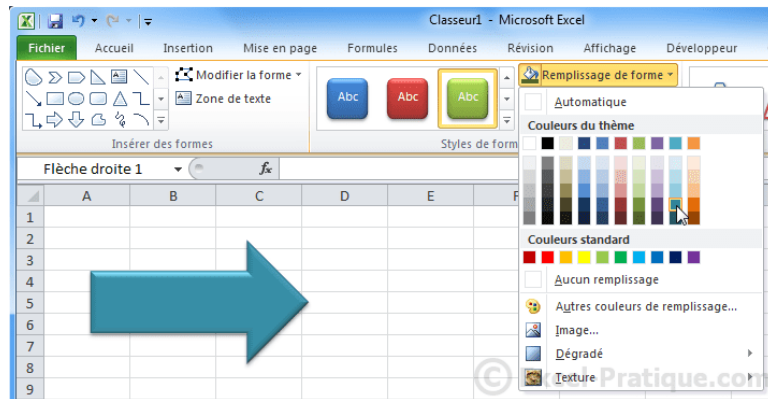 Classeur1 - Microsoft Excel
Fichier Accueil Insertion Mise en page Formules Données Révision Affichage Développeur
Modifier la forme
Zone de texte
Abc Abc Abc
Remplissage de forme
Insérer des formes
Styles de form
Automatique
Couleurs du thème
Couleurs standard
Aucun remplissage
Autres couleurs de remplissage...
Image...
Dégradé
Texture
Flèche droite 1
fx
A B C D E F
1
2
3
4
5
6
7
8
9
© Excel-Pratique.com